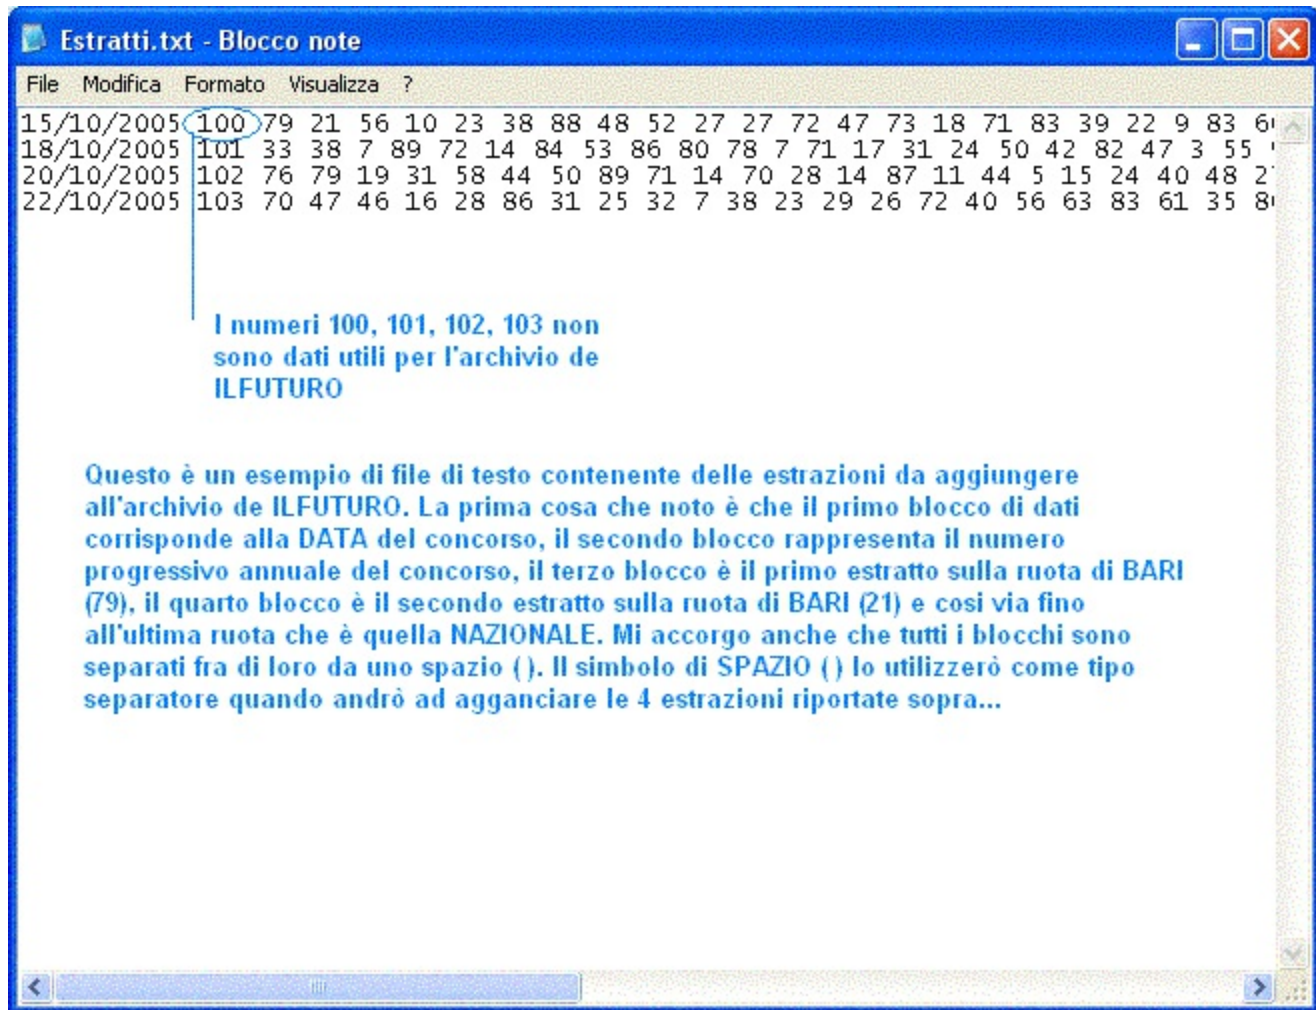 Estratti.txt - Blocco note
File Modifica Formato Visualizza ?
15/10/2005 100 79 21 56 10 23 38 88 48 52 27 27 72 47 73 18 71 83 39 22 9 83
18/10/2005 101 33 38 7 89 72 14 84 53 86 80 78 7 71 17 31 24 50 42 82 47 3 55
20/10/2005 102 76 79 19 31 58 44 50 89 71 14 70 28 14 87 11 44 5 15 24 40 48
22/10/2005 103 70 47 46 16 28 86 31 25 32 7 38 23 29 26 72 40 56 63 83 61 35
I numeri 100, 101, 102, 103 non
sono dati utili per l'archivio de
ILFUTURO
Questo è un esempio di file di testo contenente delle estrazioni da aggiungere
all'archivio de ILFUTURO. La prima cosa che noto è che il primo blocco di dati
corrisponde alla DATA del concorso, il secondo blocco rappresenta il numero
progressivo annuale del concorso, il terzo blocco è il primo estratto sulla ruota di BARI
(79), il quarto blocco è il secondo estratto sulla ruota di BARI (21) e cosi via fino
all'ultima ruota che è quella NAZIONALE. Mi accorgo anche che tutti i blocchi sono
separati fra di loro da uno spazio ( ). Il simbolo di SPAZIO ( ) lo utilizzerò come tipo
separatore quando andrò ad agganciare le 4 estrazioni riportate sopra...